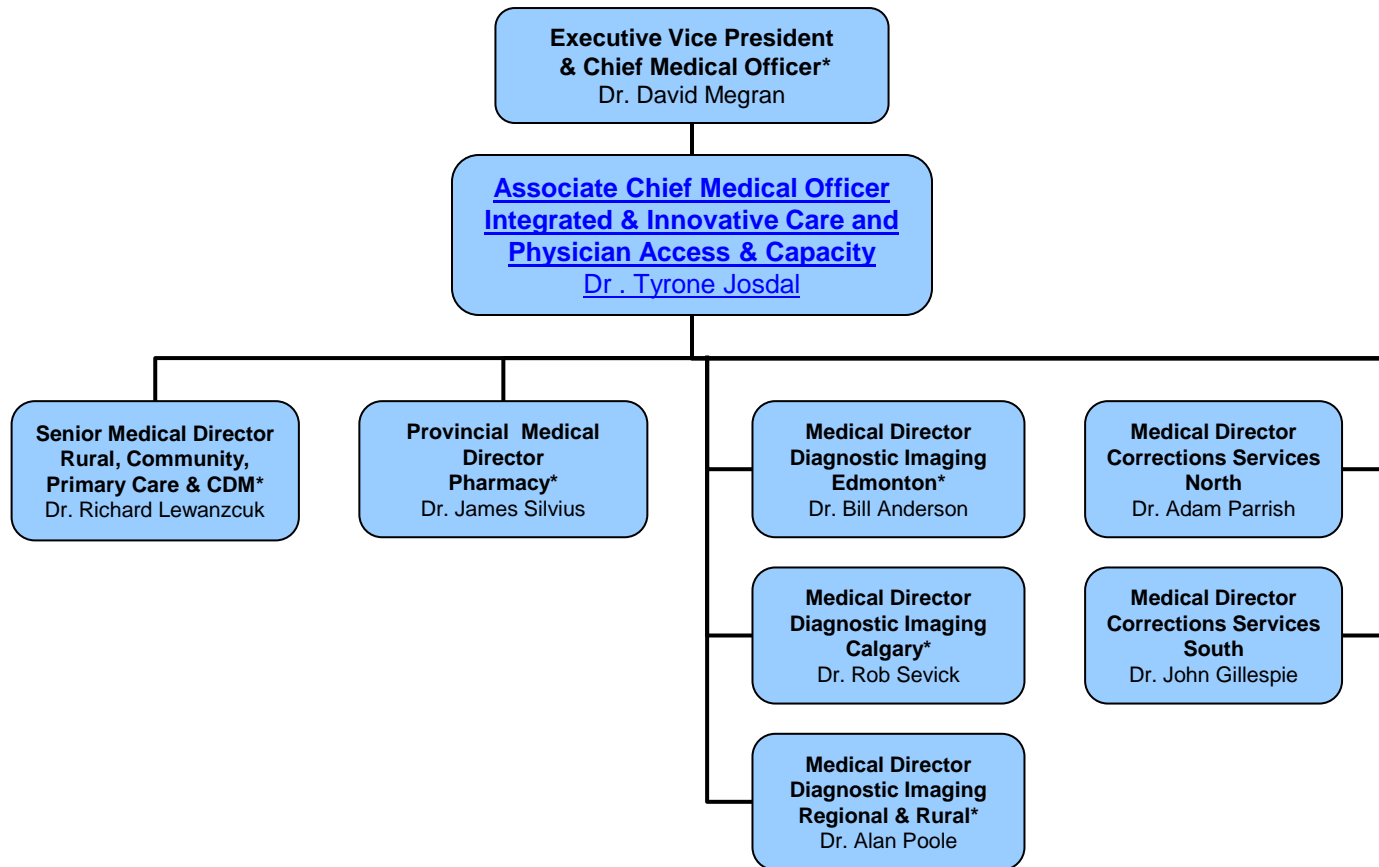 Executive Vice President
& Chief Medical Officer*
Dr. David Megran
Associate Chief Medical Officer
Integrated & Innovative Care and
Physician Access & Capacity
Dr . Tyrone Josdal
Senior Medical Director
Rural, Community,
Primary Care & CDM*
Dr. Richard Lewanzcuk
Provincial Medical
Director
Pharmacy*
Dr. James Silvius
Medical Director
Diagnostic Imaging
Edmonton*
Dr. Bill Anderson
Medical Director
Corrections Services
North
Dr. Adam Parrish
Medical Director
Diagnostic Imaging
Calgary*
Dr. Rob Sevick
Medical Director
Corrections Services
South
Dr. John Gillespie
Medical Director
Diagnostic Imaging
Regional & Rural*
Dr. Alan Poole